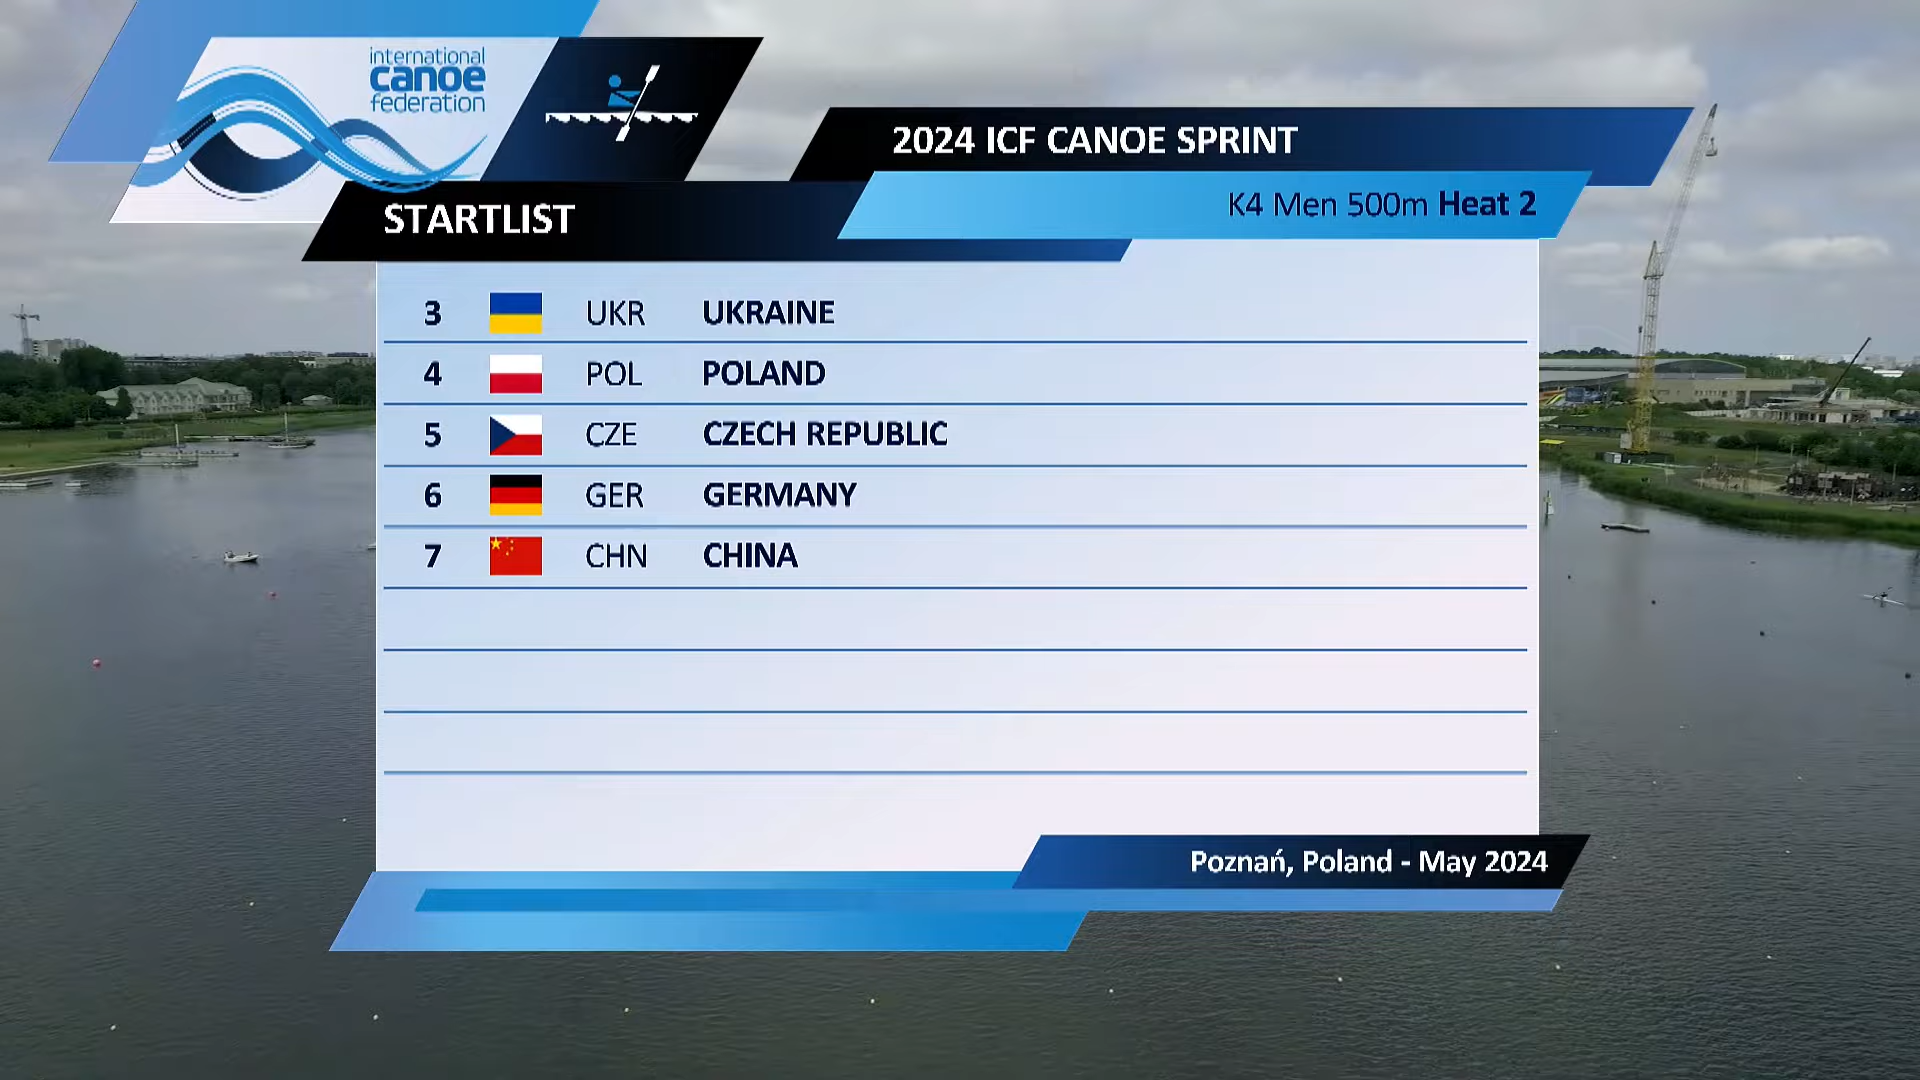 international
canoe
federation
2024 ICF CANOE SPRINT
K4 Men 500m Heat 2
STARTLIST
3 UKR UKRAINE
4 POL POLAND
5 CZE CZECH REPUBLIC
6 GER GERMANY
7 CHN CHINA
Poznań, Poland - May 2024